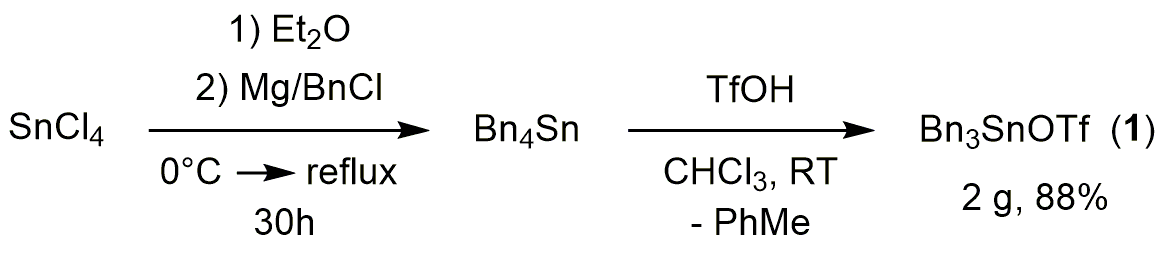 SnCl₄
1) Et₂O
2) Mg/BnCl
0°C → reflux
30h
Bn₄Sn
TfOH
CHCl₃, RT
- PhMe
Bn₃SnOTf (1)
2 g, 88%